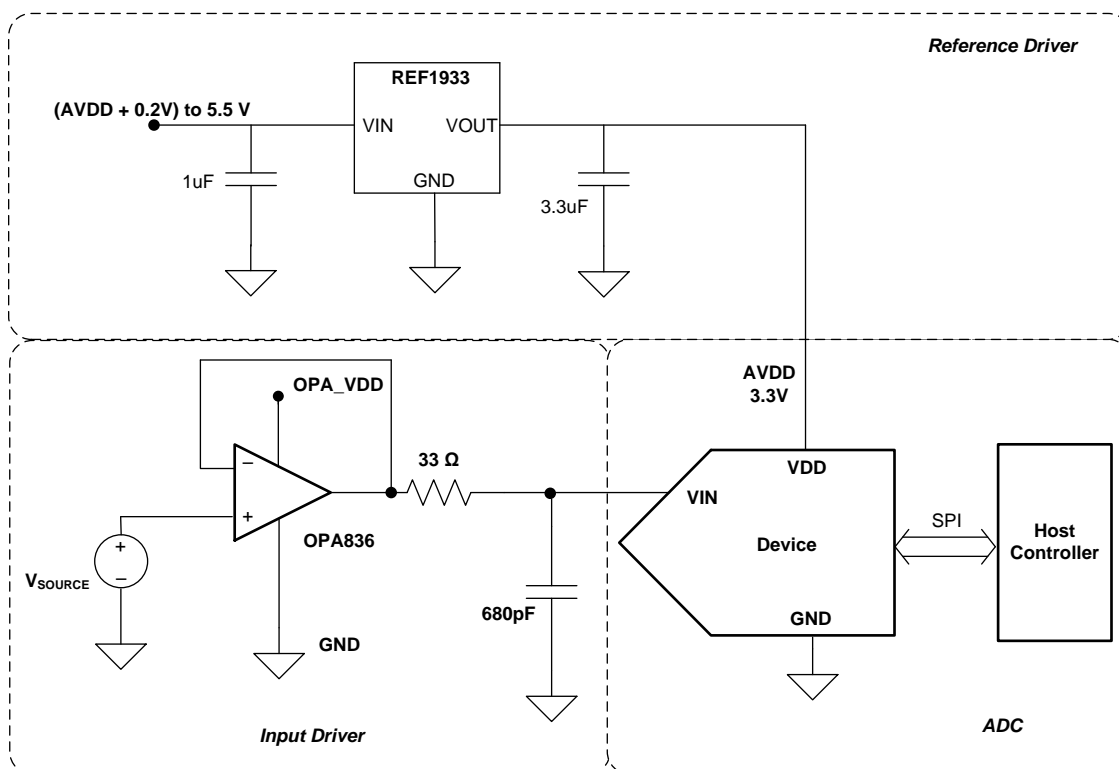 Reference Driver
REF1933
(AVDD + 0.2V) to 5.5 V
VIN
VOUT
GND
1uF
3.3uF
AVDD
3.3V
OPA_VDD
33 Ω
−
+
OPA836
+
−
VSOURCE
GND
680pF
Input Driver
VDD
VIN
Device
GND
SPI
Host
Controller
ADC